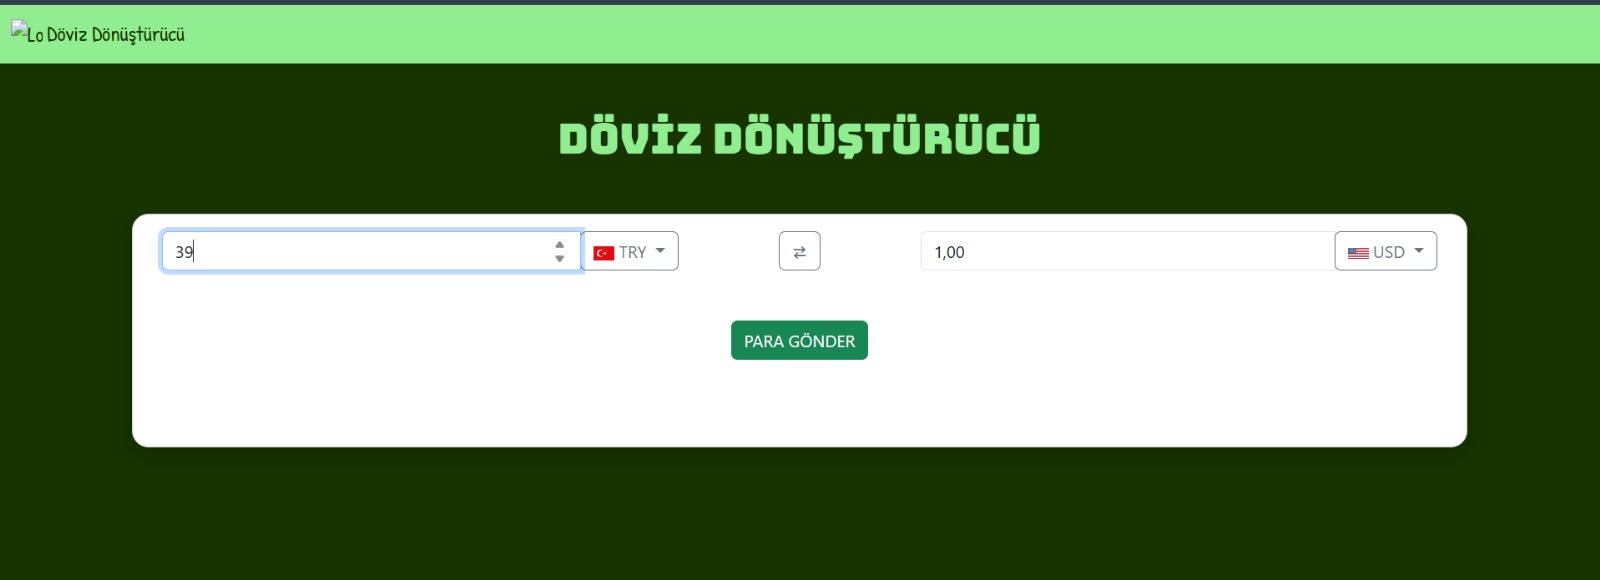 Lo Döviz Dönüştürücü
DÖVİZ DÖNÜŞTÜRÜCÜ
39 TRY 1,00 USD
PARA GÖNDER